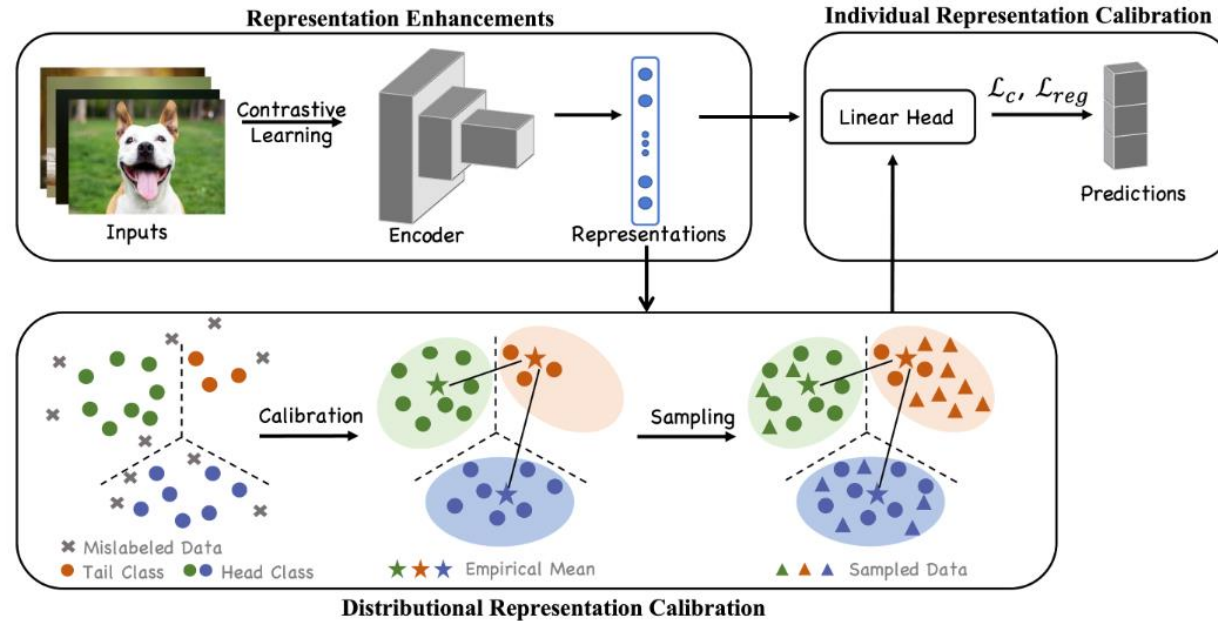 Representation Enhancements
Individual Representation Calibration
Contrastive
Learning
Inputs
Encoder
Representations
Linear Head
ℒc, ℒreg
Predictions
Calibration
Sampling
Mislabeled Data
Tail Class
Head Class
Empirical Mean
Sampled Data
Distributional Representation Calibration